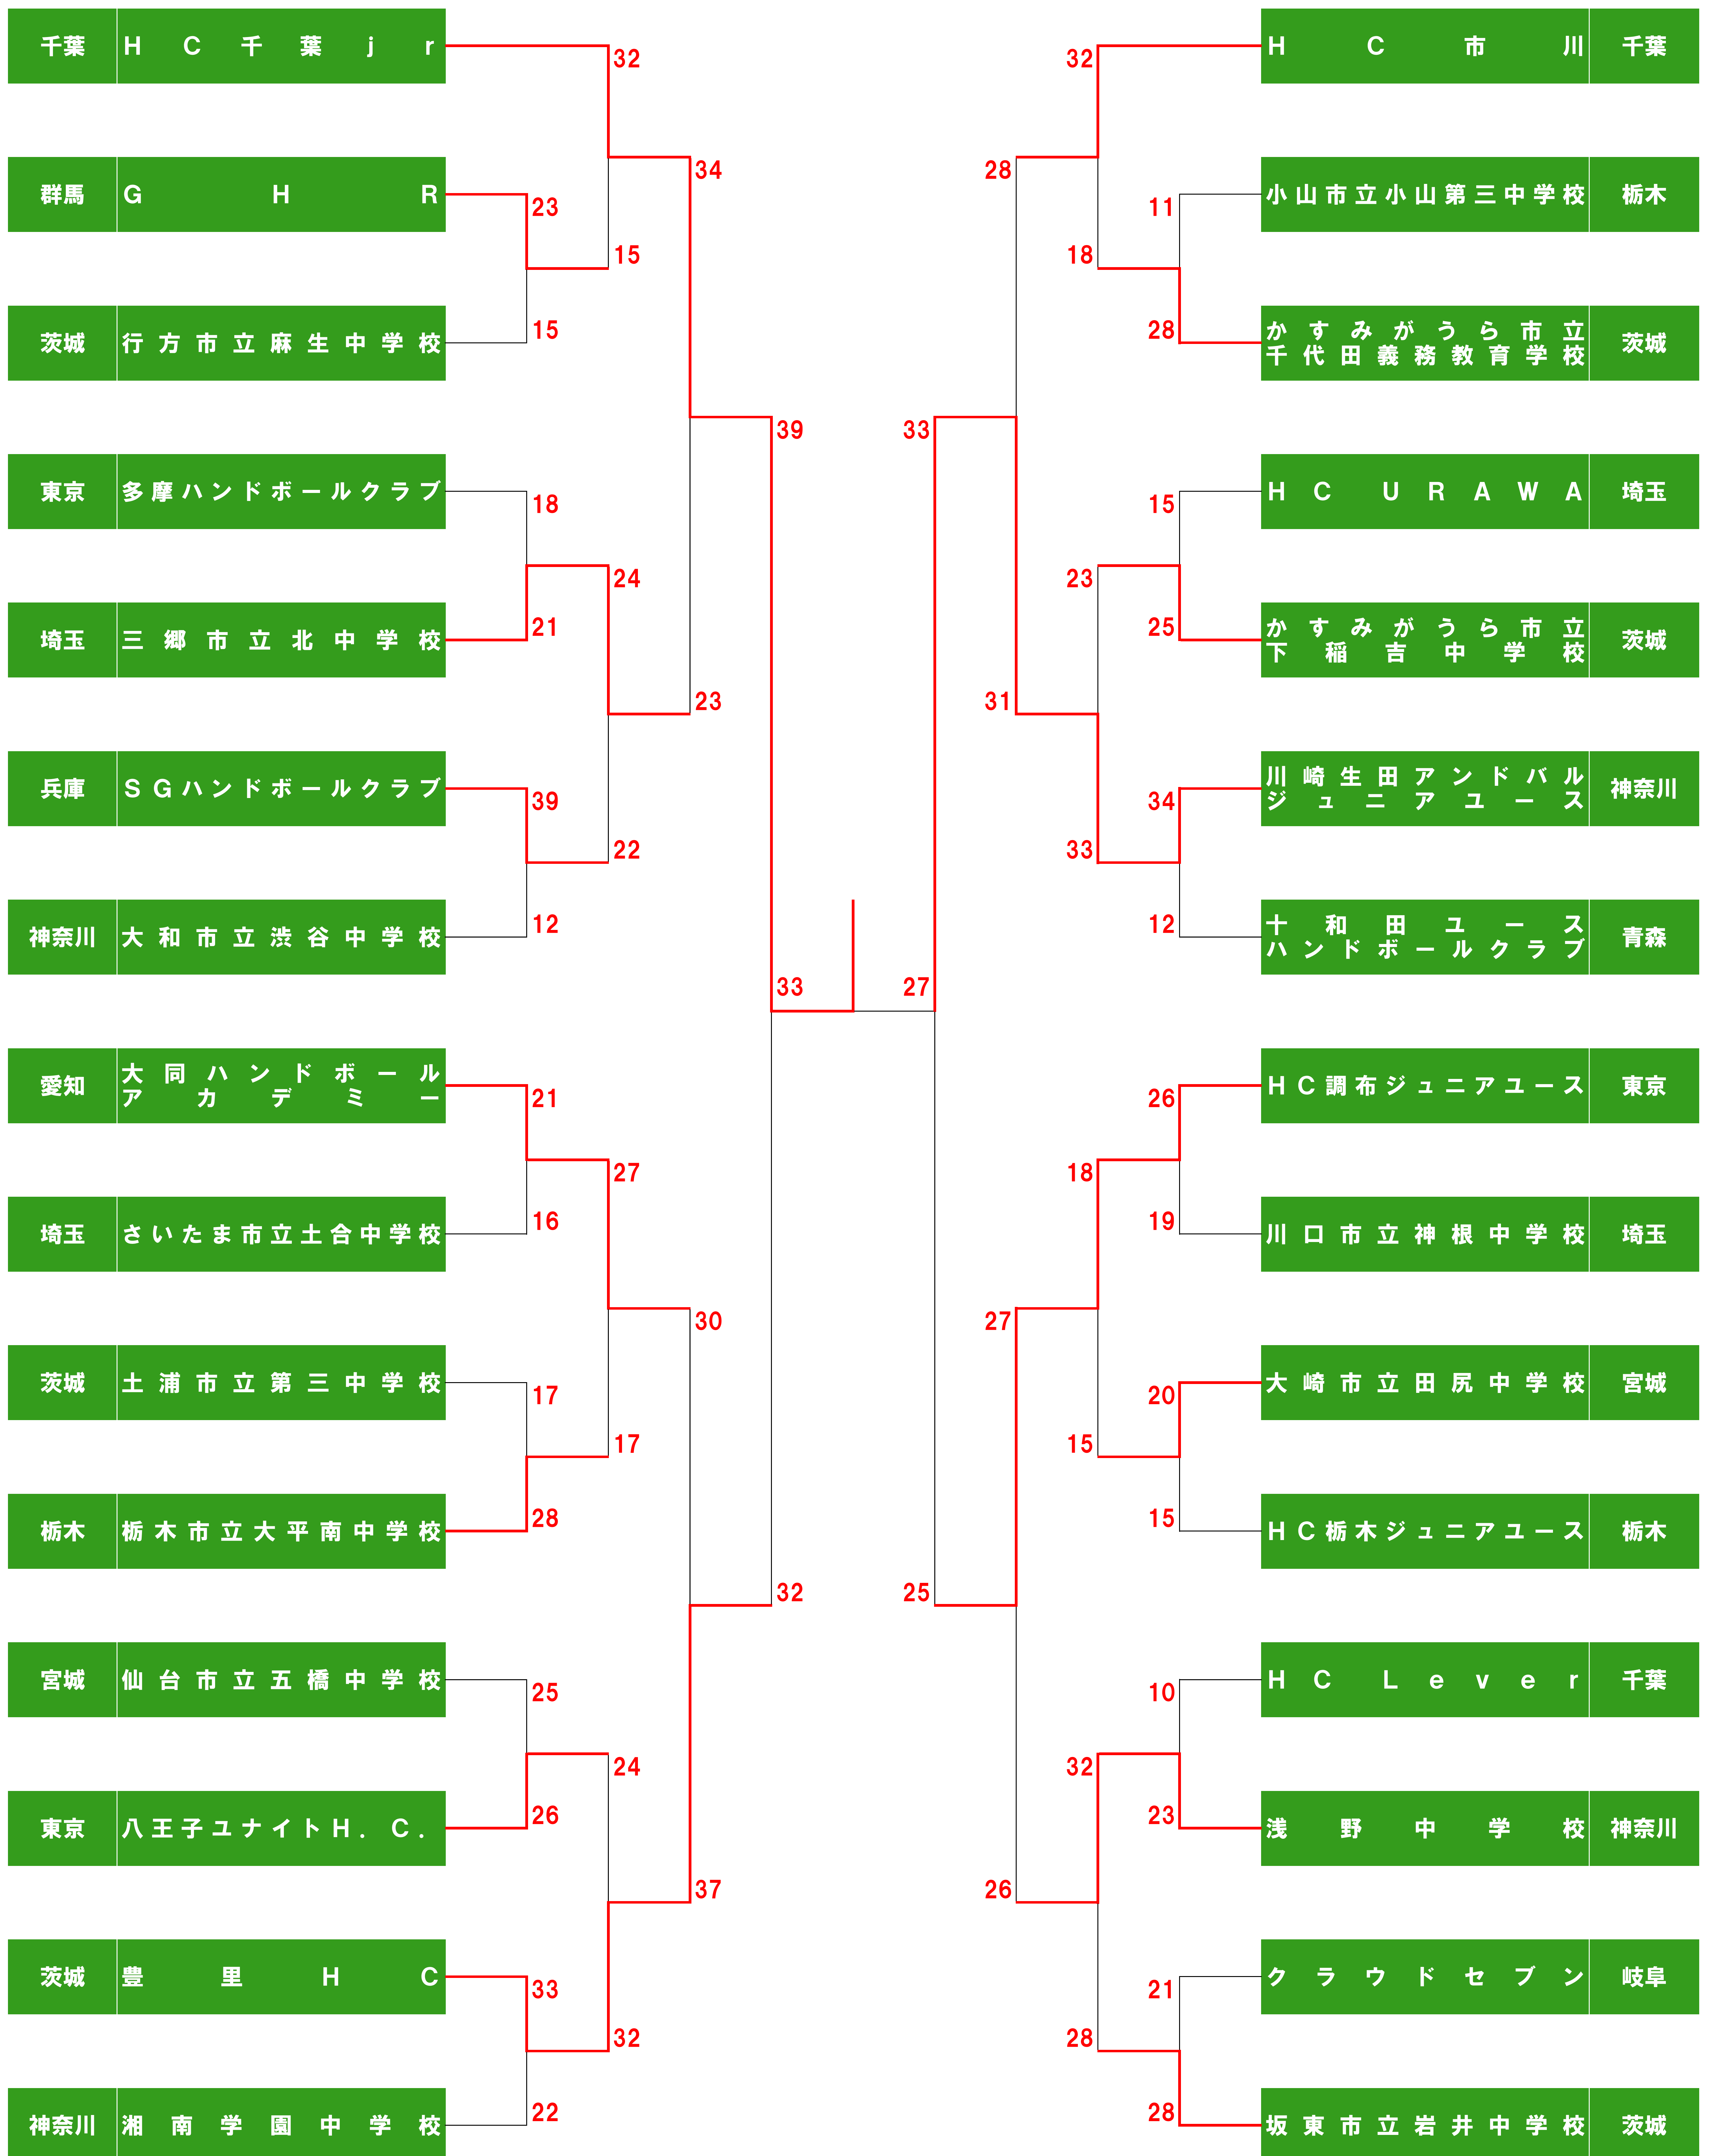 千葉 HC千葉jr
32
34
群馬 GHR
23
15
茨城 行方市立麻生中学校
15
39
東京 多摩ハンドボールクラブ
18
24
埼玉 三郷市立北中学校
21
23
兵庫 SGハンドボールクラブ
39
22
神奈川 大和市立渋谷中学校
12
33
愛知 大同ハンドボール
アカデミー
21
27
埼玉 さいたま市立土合中学校
16
30
茨城 土浦市立第三中学校
17
17
栃木 栃木市立大平南中学校
28
32
宮城 仙台市立五橋中学校
25
24
東京 八王子ユナイトH.C.
26
37
茨城 豊里HC
33
32
神奈川 湘南学園中学校
22
32
HC市川 千葉
28
11
小山市立小山第三中学校 栃木
18
28
かすみがうら市立
千代田義務教育学校 茨城
33
15
HC URAWA 埼玉
23
25
かすみがうら市立
下稲吉中学校 茨城
31
34
川崎生田アンドバル
ジュニアユース 神奈川
33
12
十和田ユース
ハンドボールクラブ 青森
27
26
HC調布ジュニアユース 東京
18
19
川口市立神根中学校 埼玉
27
20
大崎市立田尻中学校 宮城
15
15
HC栃木ジュニアユース 栃木
25
10
HC Lever 千葉
32
23
浅野中学校 神奈川
26
21
クラウドセブン 岐阜
28
28
坂東市立岩井中学校 茨城